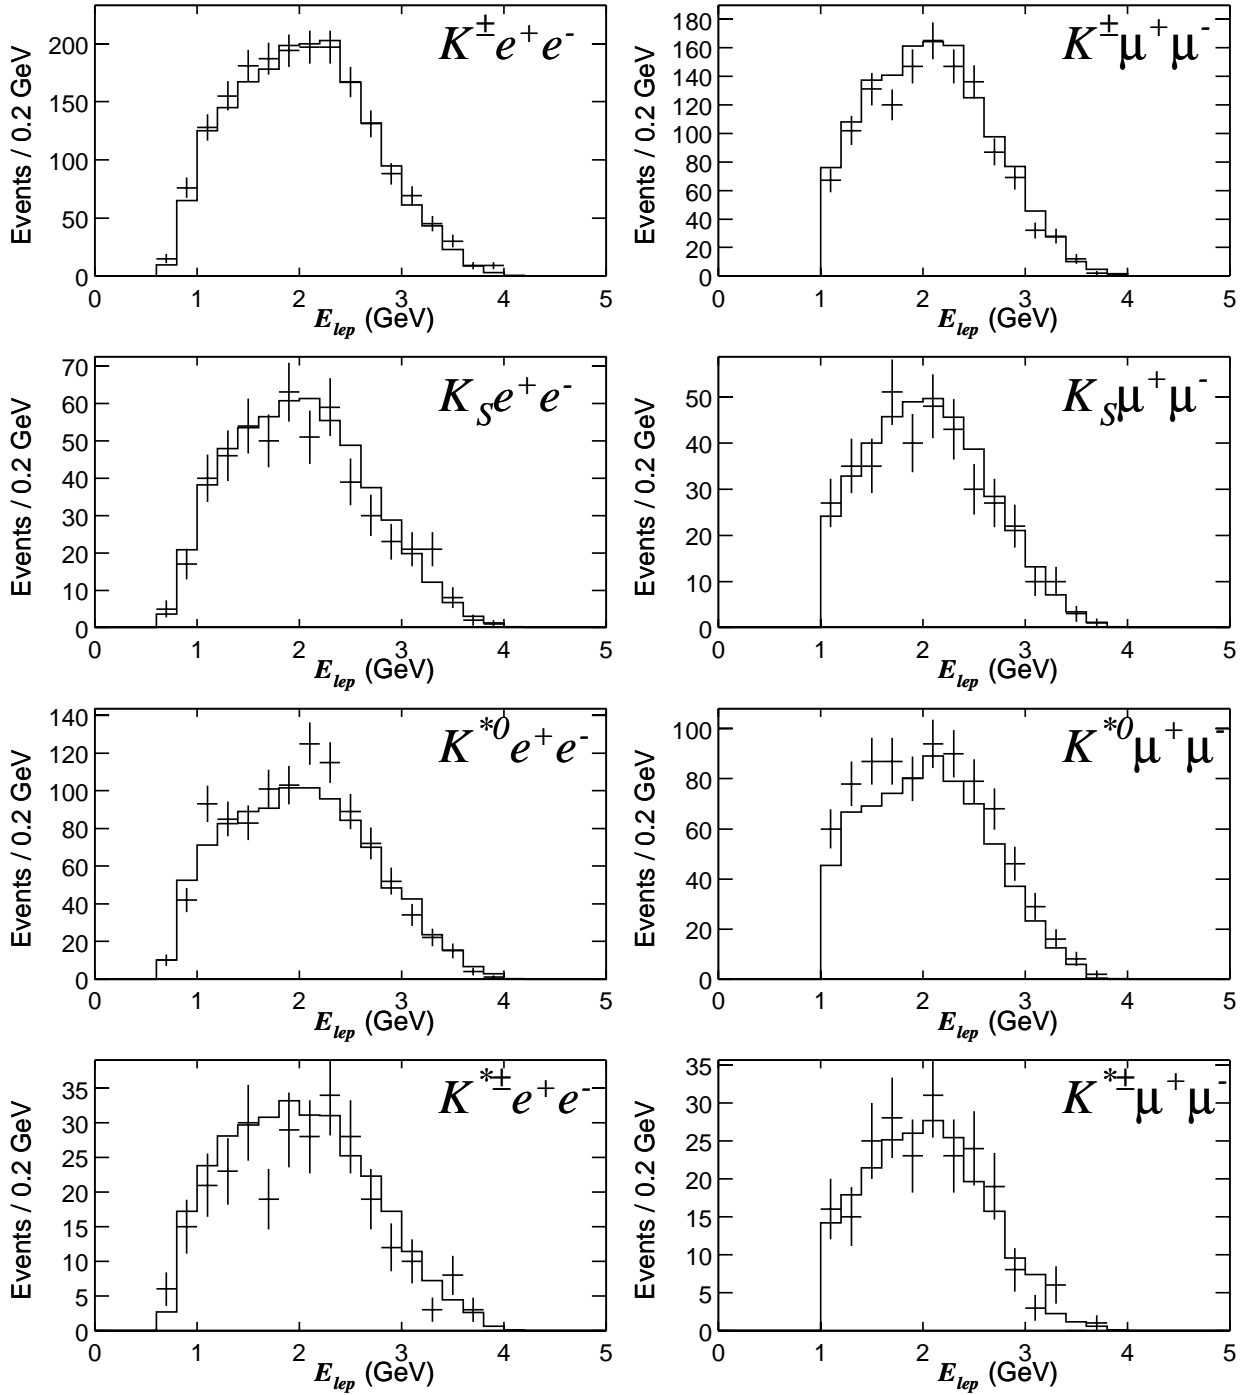 K±e+e-
Events / 0.2 GeV
0 50 100 150 200
0 1 2 3 4 5
Elep (GeV)
K±μ+μ-
Events / 0.2 GeV
0 20 40 60 80 100 120 140 160 180
0 1 2 3 4 5
Elep (GeV)
KSe+e-
Events / 0.2 GeV
0 10 20 30 40 50 60 70
0 1 2 3 4 5
Elep (GeV)
KSμ+μ-
Events / 0.2 GeV
0 10 20 30 40 50
0 1 2 3 4 5
Elep (GeV)
K*0e+e-
Events / 0.2 GeV
0 20 40 60 80 100 120 140
0 1 2 3 4 5
Elep (GeV)
K*0μ+μ-
Events / 0.2 GeV
0 20 40 60 80 100
0 1 2 3 4 5
Elep (GeV)
K*±e+e-
Events / 0.2 GeV
0 5 10 15 20 25 30 35
0 1 2 3 4 5
Elep (GeV)
K*±μ+μ-
Events / 0.2 GeV
0 5 10 15 20 25 30 35
0 1 2 3 4 5
Elep (GeV)